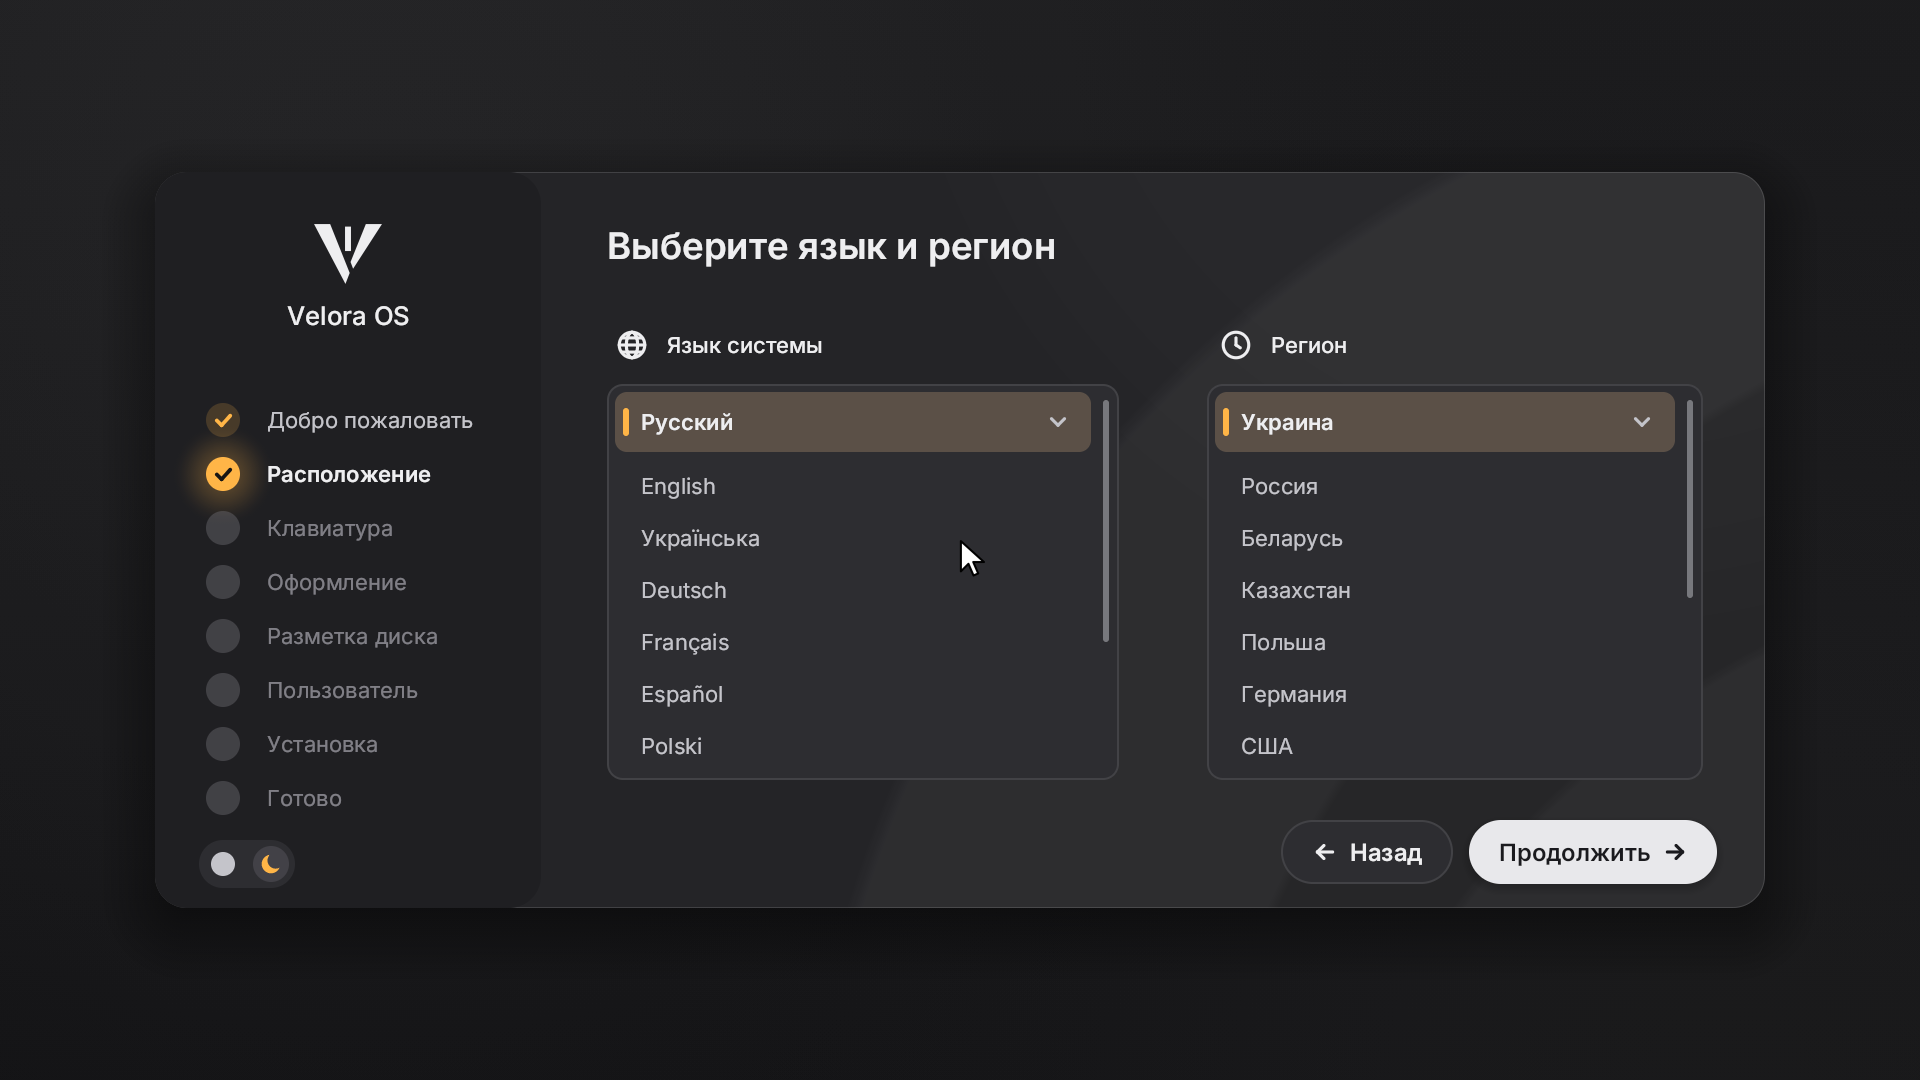 Velora OS
Добро пожаловать
Расположение
Клавиатура
Оформление
Разметка диска
Пользователь
Установка
Готово
Выберите язык и регион
Язык системы
Русский
English
Українська
Deutsch
Français
Español
Polski
Регион
Украина
Россия
Беларусь
Казахстан
Польша
Германия
США
Назад
Продолжить